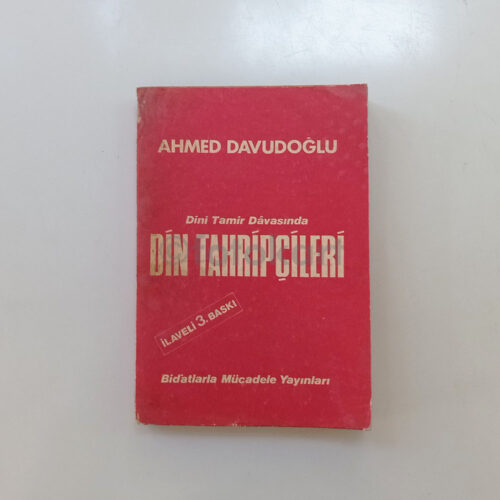 AHMED DAVUDOĞLU
Dini Tamir Dâvasında
DİN TAHRİPÇİLERİ
İLAVELİ 3. BASKI
Bid'atlarla Mücadele Yayınları